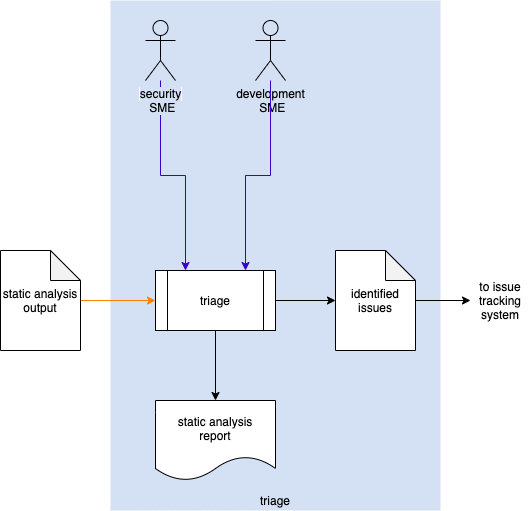 security
SME
development
SME
static analysis
output
triage
identified
issues
to issue
tracking
system
static analysis
report
triage